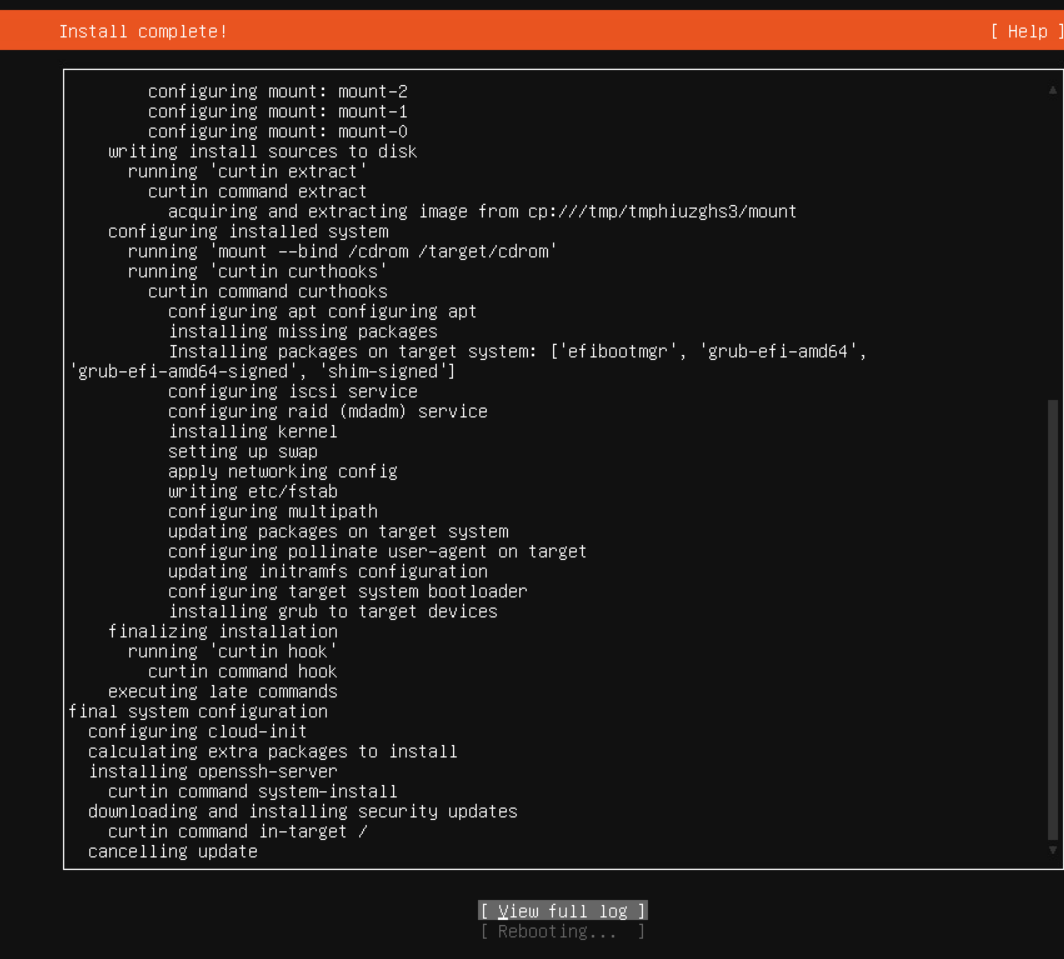 Install complete!
[ Help ]
configuring mount: mount-2
configuring mount: mount-1
configuring mount: mount-0
writing install sources to disk
running 'curtin extract'
curtin command extract
acquiring and extracting image from cp:///tmp/tmphiuzghs3/mount
configuring installed system
running 'mount --bind /cdrom /target/cdrom'
running 'curtin curthooks'
curtin command curthooks
configuring apt configuring apt
installing missing packages
Installing packages on target system: ['efibootmgr', 'grub-efi-amd64',
'grub-efi-amd64-signed', 'shim-signed']
configuring iscsi service
configuring raid (mdadm) service
installing kernel
setting up swap
apply networking config
writing etc/fstab
configuring multipath
updating packages on target system
configuring pollinate user-agent on target
updating initramfs configuration
configuring target system bootloader
installing grub to target devices
finalizing installation
running 'curtin hook'
curtin command hook
executing late commands
final system configuration
configuring cloud-init
calculating extra packages to install
installing openssh-server
curtin command system-install
downloading and installing security updates
curtin command in-target /
cancelling update
[ View full log ]
[ Rebooting... ]